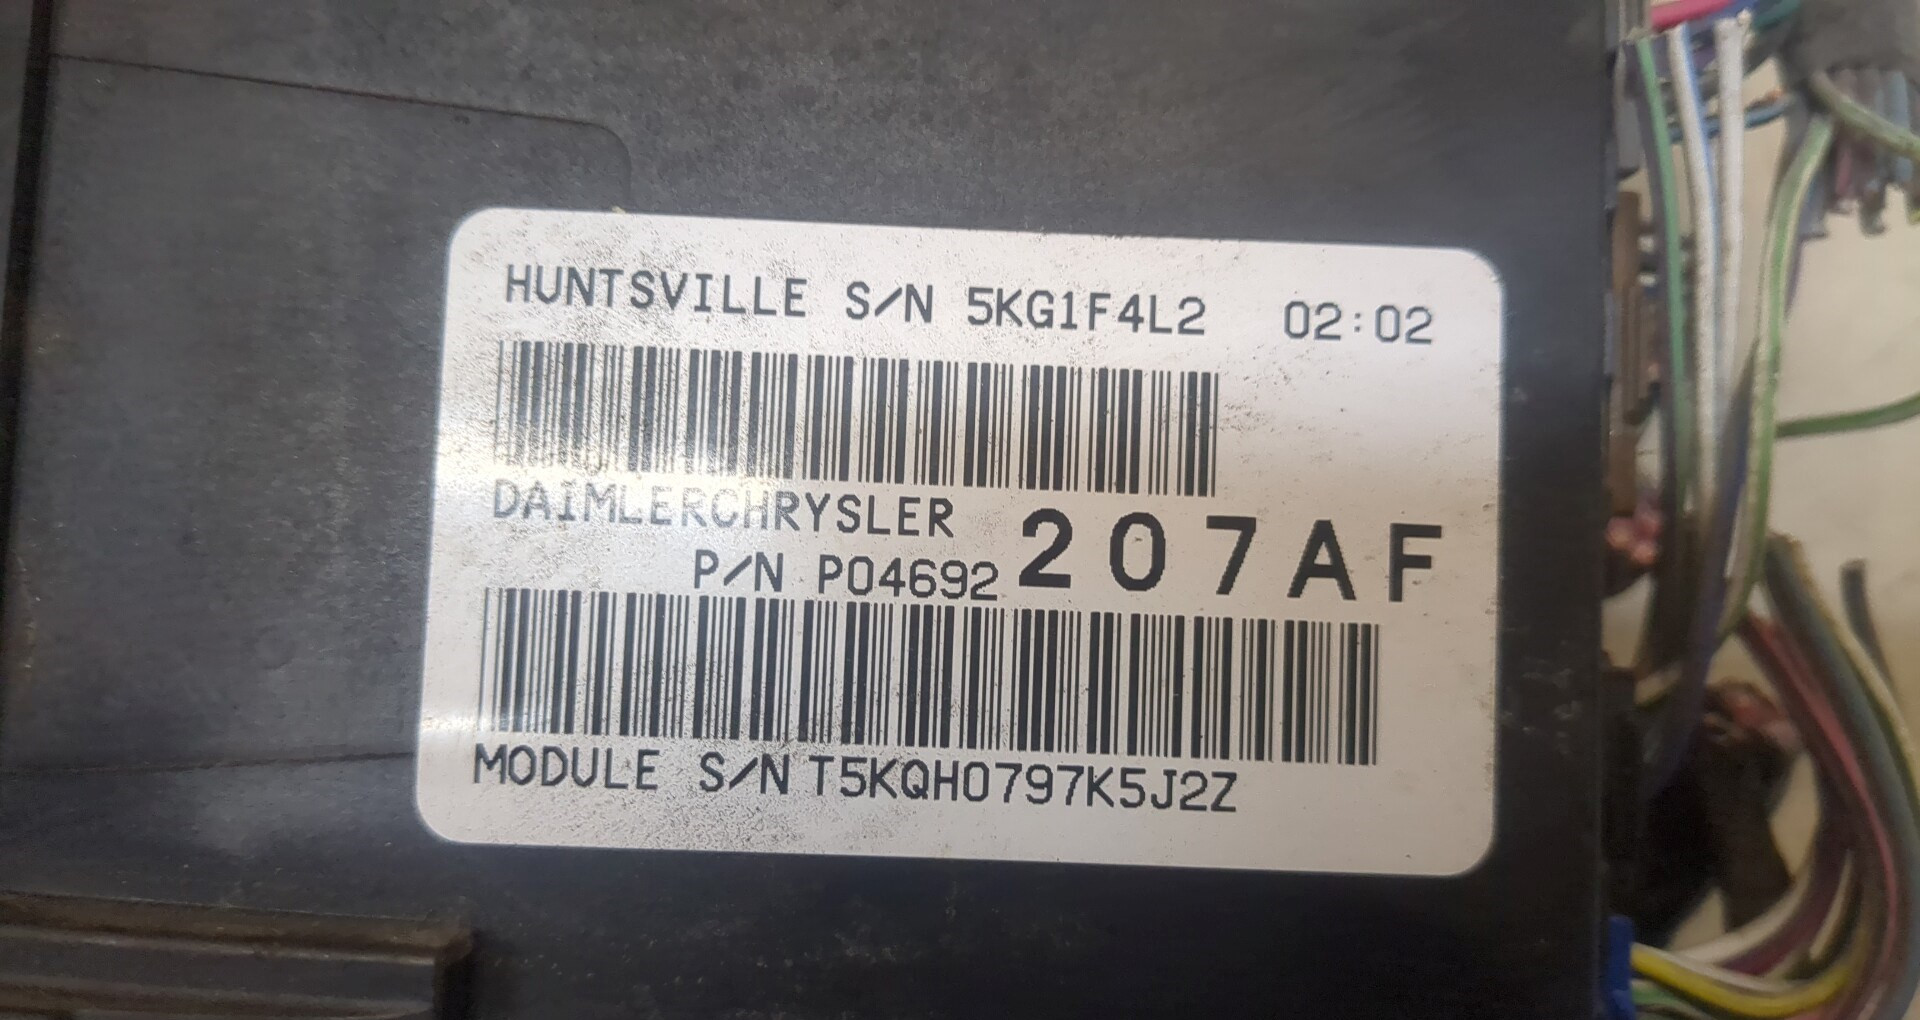 HUNTSVILLE S/N 5KG1F4L2 02:02
DAIMLERCHRYSLER
P/N P04692 207AF
MODULE S/N T5KQH0797K5J2Z